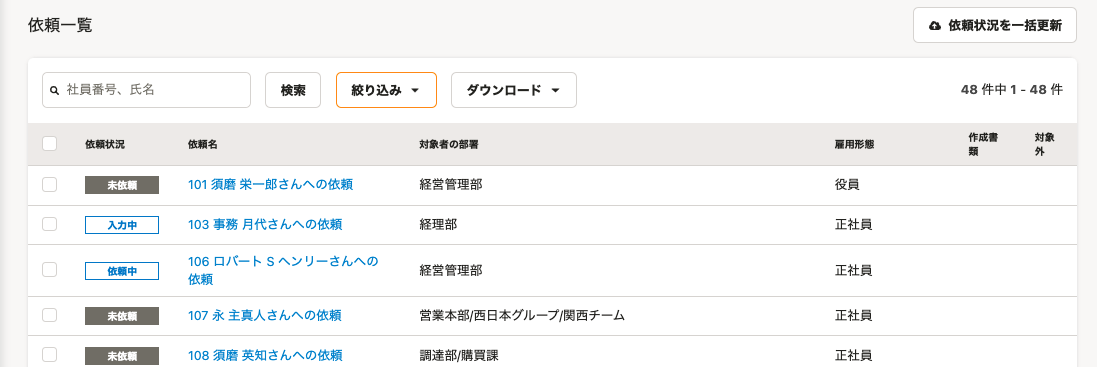 依頼一覧
依頼状況を一括更新
社員番号、氏名
検索
絞り込み
ダウンロード
48 件中 1 - 48 件
依頼状況 依頼名 対象者の部署 雇用形態 作成書類 対象外
未依頼 101 須磨 栄一郎さんへの依頼 経営管理部 役員
入力中 103 事務 月代さんへの依頼 経理部 正社員
依頼中 106 ロバート S ヘンリーさんへの依頼 経営管理部 正社員
未依頼 107 永 主真人さんへの依頼 営業本部/西日本グループ/関西チーム 正社員
未依頼 108 須磨 英知さんへの依頼 調達部/購買課 正社員